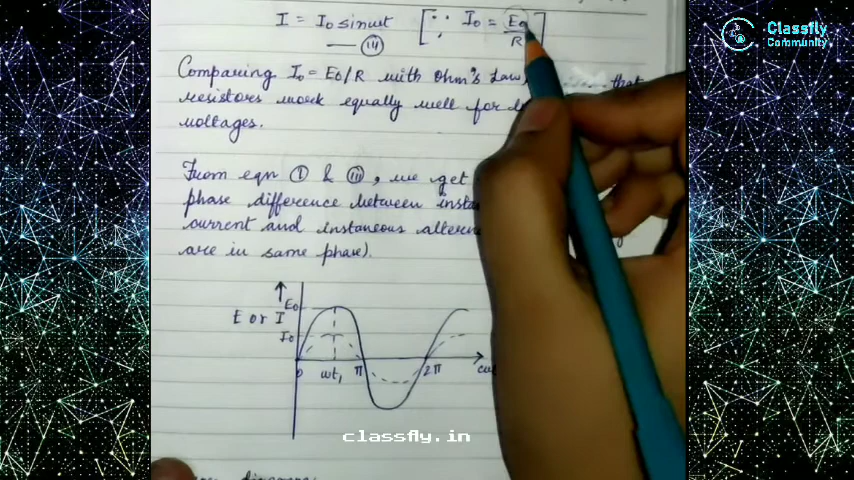 I = I₀ sinωt [∵ I₀ = E₀/R]
— (III)
Classfly
Community
Comparing I₀ = E₀/R with ohm's Law, that
resistors work equally well for
voltages.
From eqn (I) & (III), we get
phase difference between
current and instaneous
are in same phase).
E₀
E or I
I₀
0 ωt₁ π 2π
classfly.in